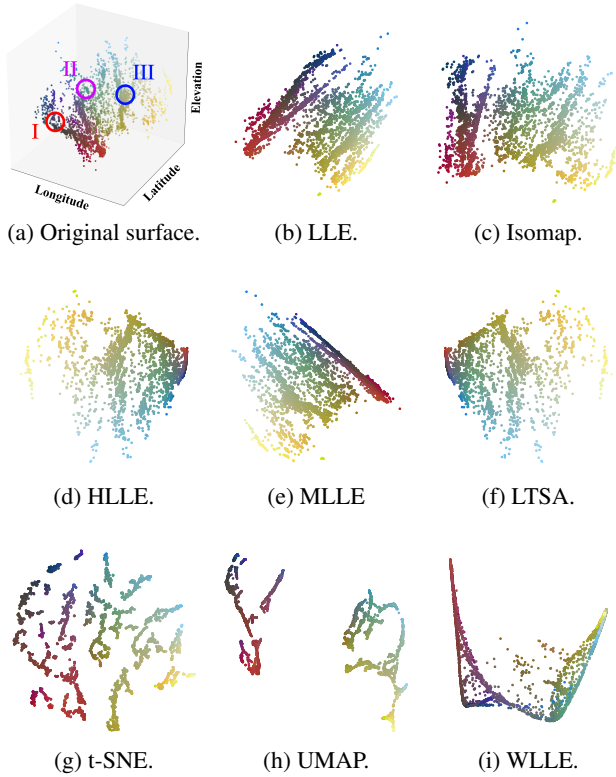 I
II
III
Elevation
Longitude
Latitude
(a) Original surface.
(b) LLE.
(c) Isomap.
(d) HLLE.
(e) MLLE
(f) LTSA.
(g) t-SNE.
(h) UMAP.
(i) WLLE.